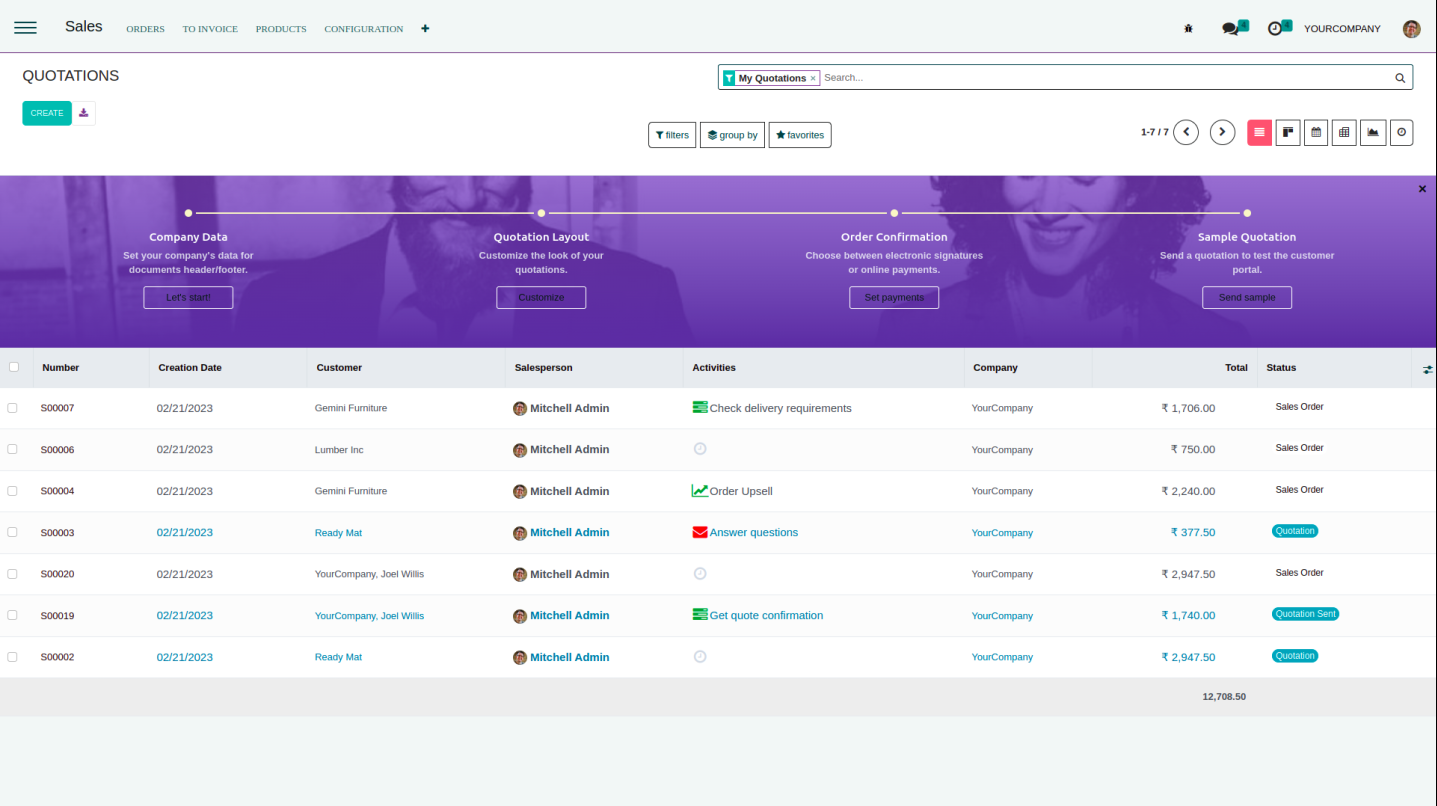 Sales ORDERS TO INVOICE PRODUCTS CONFIGURATION + 4 4 YOURCOMPANY
QUOTATIONS
My Quotations × Search...
CREATE
filters group by favorites
1-7 / 7
×
Company Data Quotation Layout Order Confirmation Sample Quotation
Set your company's data for Customize the look of your Choose between electronic signatures Send a quotation to test the customer
documents header/footer. quotations. or online payments. portal.
Let's start! Customize Set payments Send sample
Number Creation Date Customer Salesperson Activities Company Total Status
S00007 02/21/2023 Gemini Furniture Mitchell Admin Check delivery requirements YourCompany ₹ 1,706.00 Sales Order
S00006 02/21/2023 Lumber Inc Mitchell Admin YourCompany ₹ 750.00 Sales Order
S00004 02/21/2023 Gemini Furniture Mitchell Admin Order Upsell YourCompany ₹ 2,240.00 Sales Order
S00003 02/21/2023 Ready Mat Mitchell Admin Answer questions YourCompany ₹ 377.50 Quotation
S00020 02/21/2023 YourCompany, Joel Willis Mitchell Admin YourCompany ₹ 2,947.50 Sales Order
S00019 02/21/2023 YourCompany, Joel Willis Mitchell Admin Get quote confirmation YourCompany ₹ 1,740.00 Quotation Sent
S00002 02/21/2023 Ready Mat Mitchell Admin YourCompany ₹ 2,947.50 Quotation
12,708.50